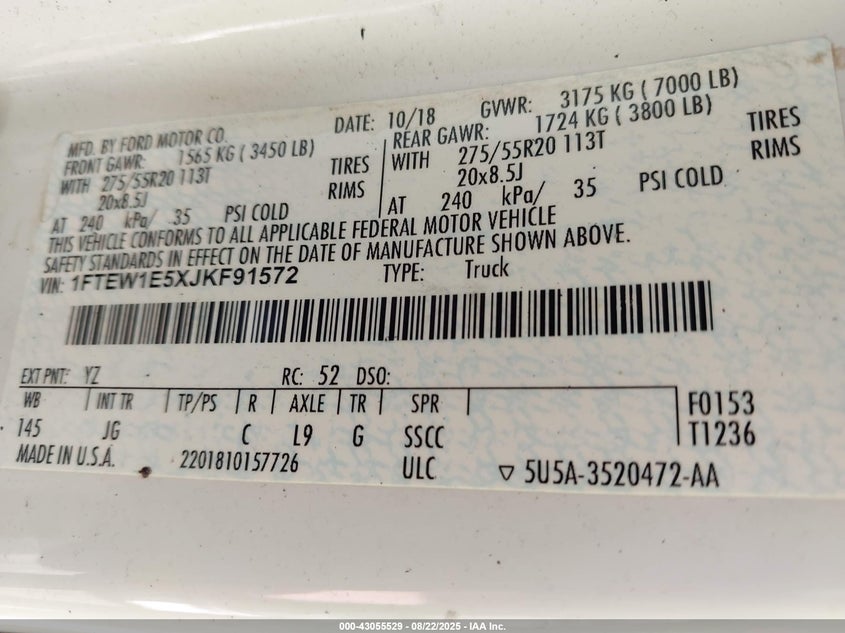 MFD. BY FORD MOTOR CO. DATE: 10/18 GVWR: 3175 KG ( 7000 LB)
FRONT GAWR: 1565 KG ( 3450 LB) REAR GAWR: 1724 KG ( 3800 LB)
WITH 275/55R20 113T TIRES WITH 275/55R20 113T TIRES
20x8.5J RIMS 20x8.5J RIMS
AT 240 kPa/ 35 PSI COLD AT 240 kPa/ 35 PSI COLD
THIS VEHICLE CONFORMS TO ALL APPLICABLE FEDERAL MOTOR VEHICLE
SAFETY STANDARDS IN EFFECT ON THE DATE OF MANUFACTURE SHOWN ABOVE.
VIN: 1FTEW1E5XJKF91572 TYPE: Truck
EXT PNT: YZ RC: 52 DSO:
WB INT TR TP/PS R AXLE TR SPR F0153
145 JG C L9 G SSCC T1236
MADE IN U.S.A. 2201810157726 ULC ▽ 5U5A-3520472-AA
000-43055529 - 08/22/2025 - IAA Inc.